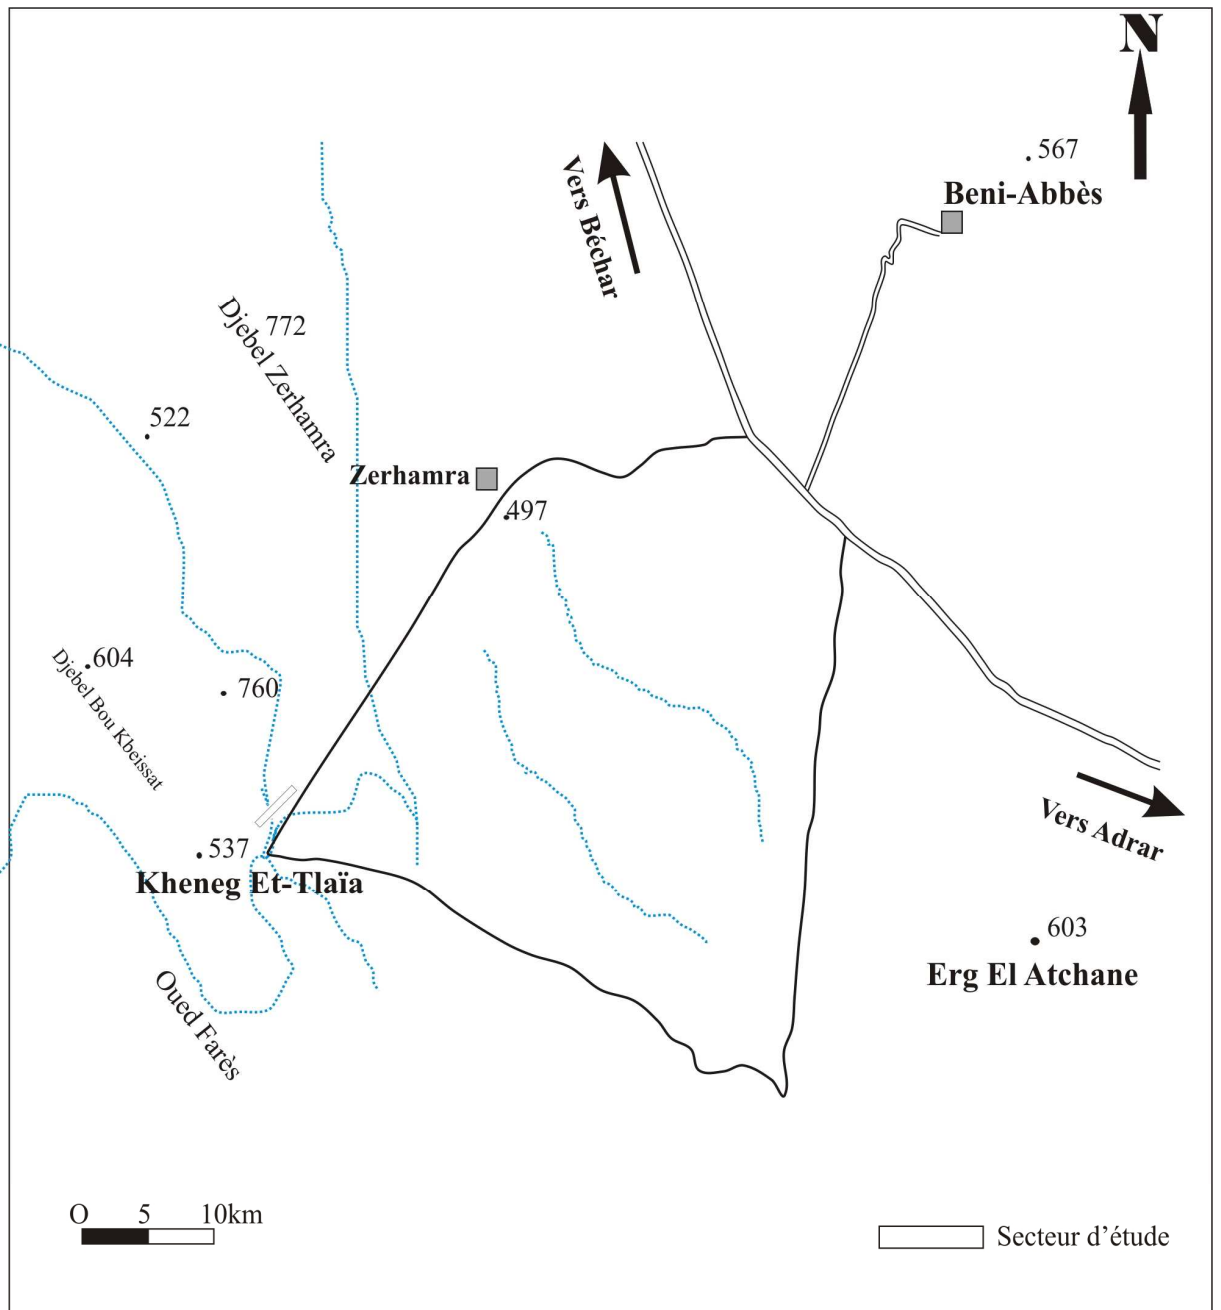 N
567
Beni-Abbès
Vers Béchar
772
Djebel Zerhamra
522
Zerhamra
497
604
760
Djebel Bou Kbeissat
537
Kheneg Et-Tlaïa
Vers Adrar
603
Erg El Atchane
Oued Farès
O 5 10km
Secteur d'étude